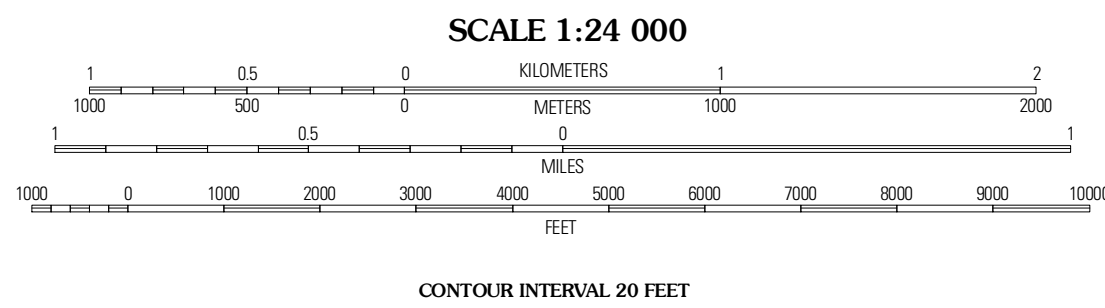 SCALE 1:24 000
1 0.5 0 KILOMETERS 1 2
1000 500 0 METERS 1000 2000
1 0.5 0 1
MILES
1000 0 1000 2000 3000 4000 5000 6000 7000 8000 9000 10000
FEET
CONTOUR INTERVAL 20 FEET